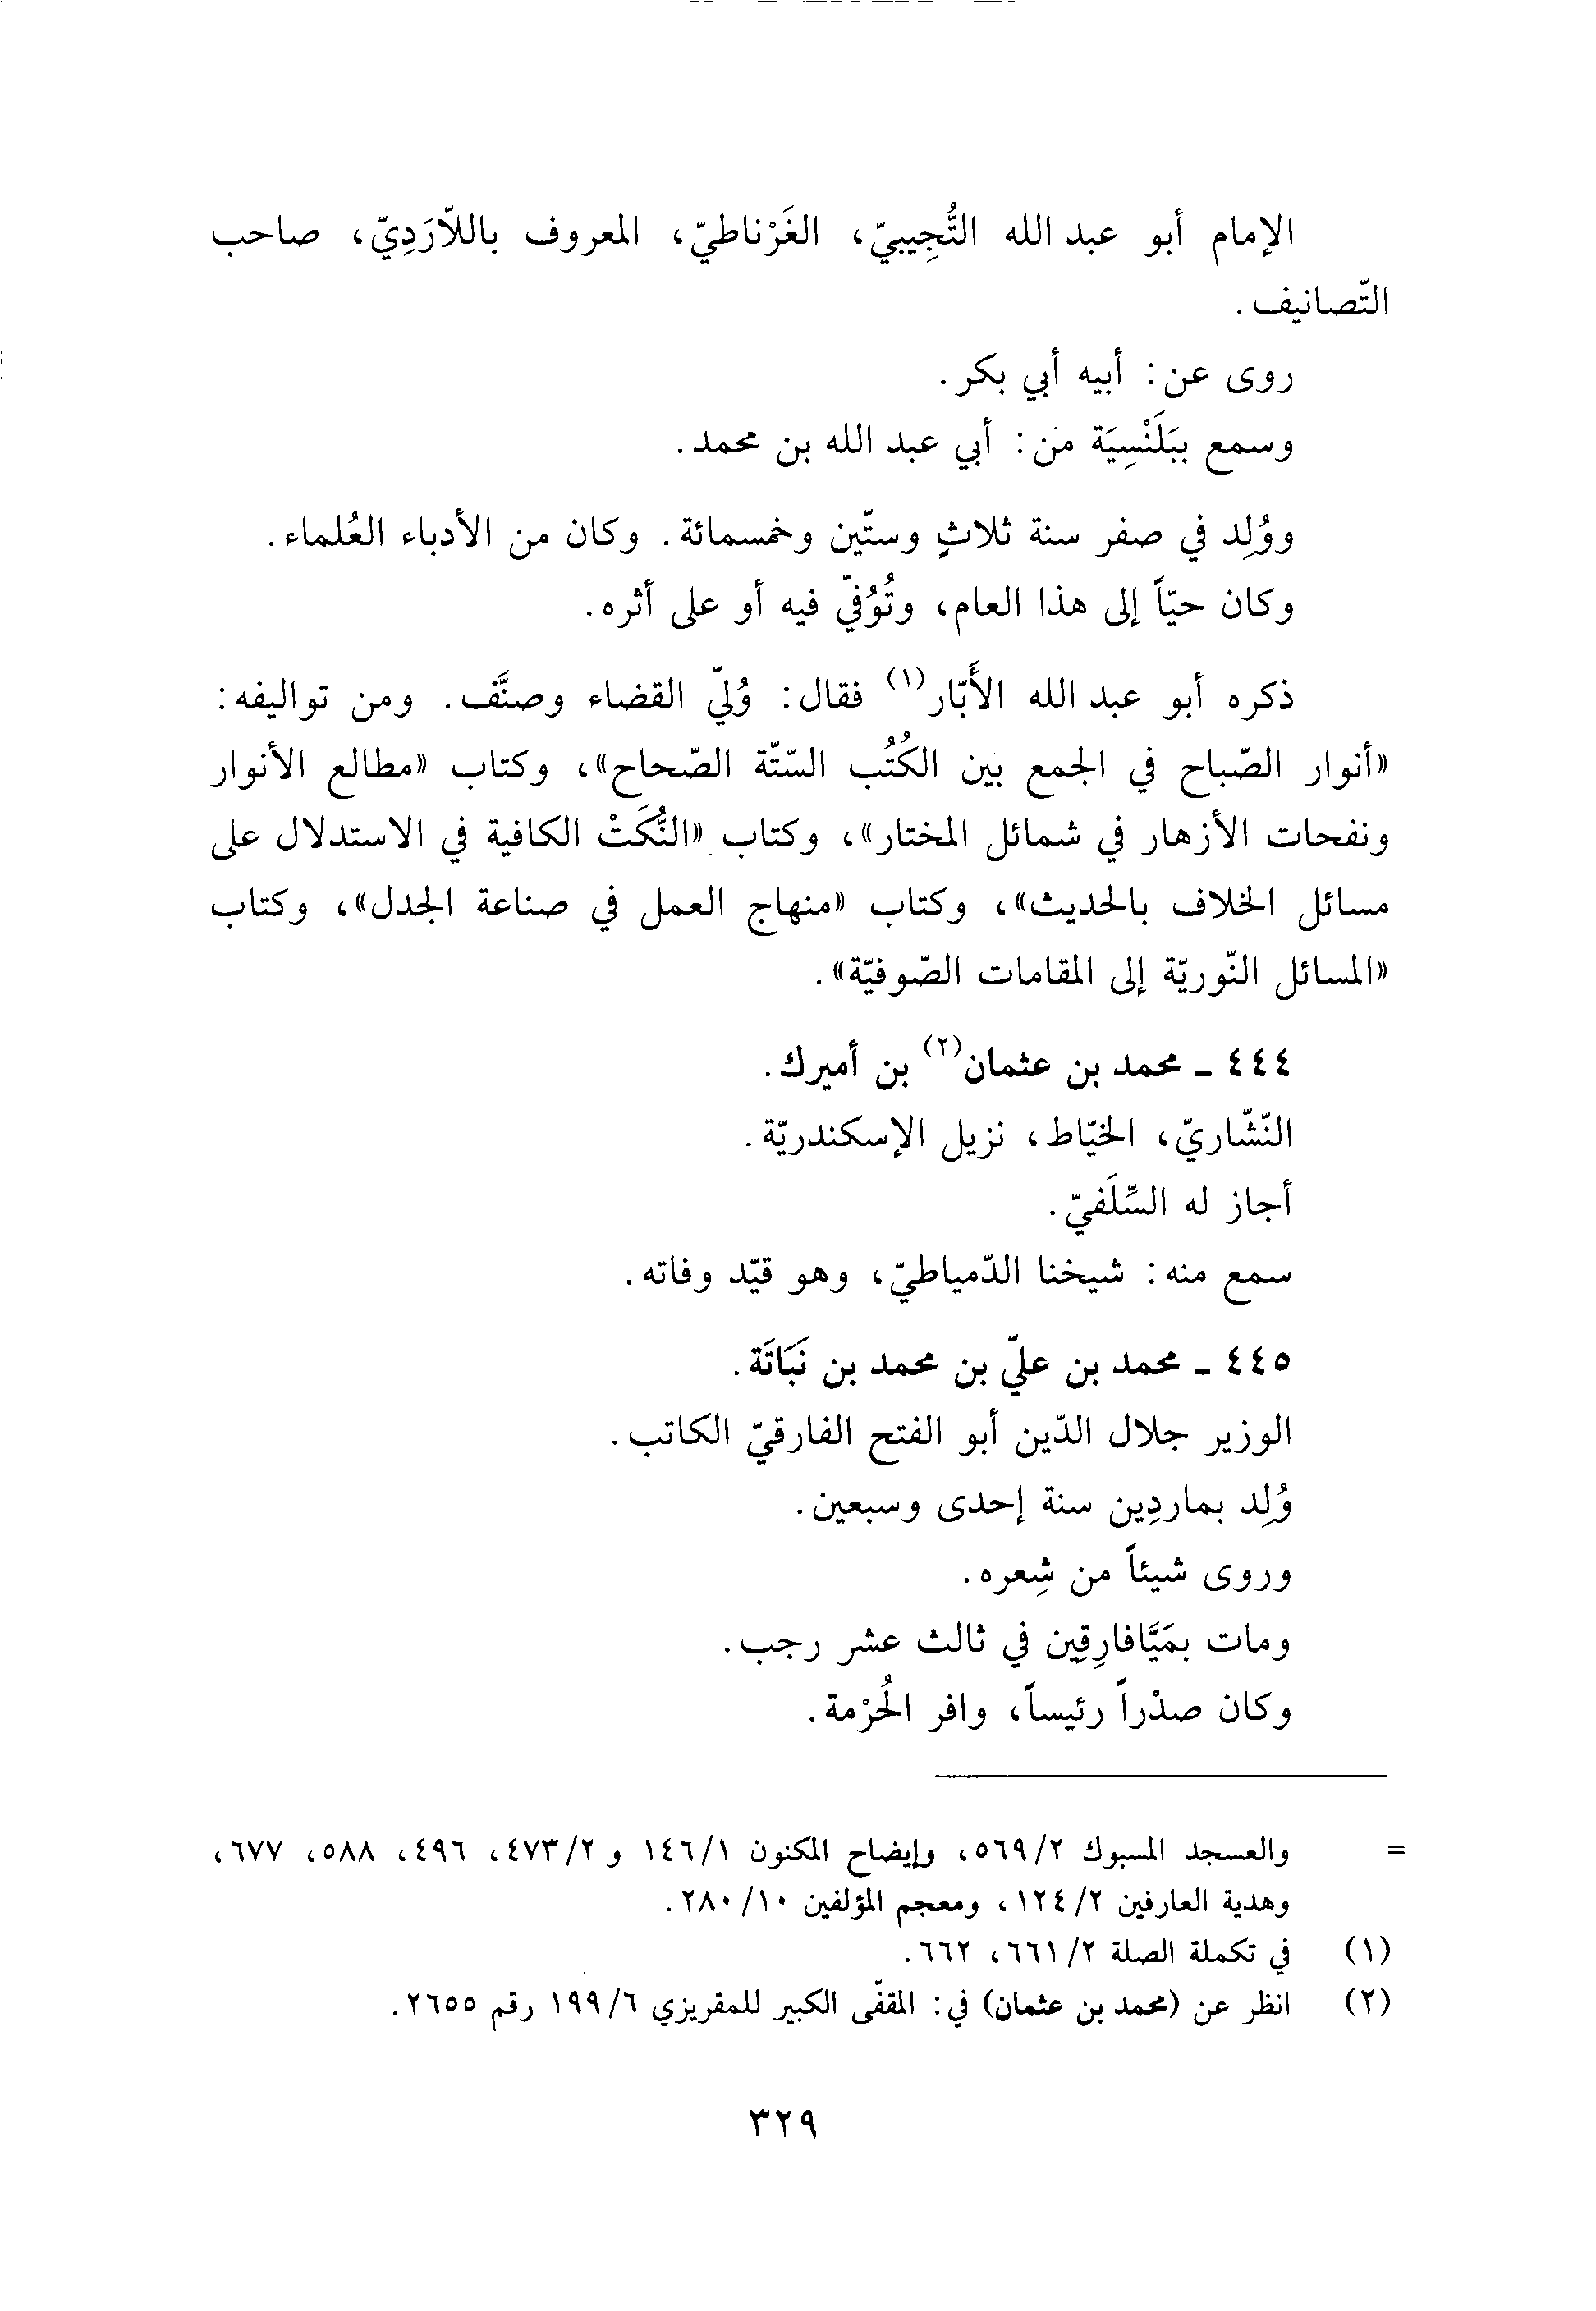 الإمام أبو عبد الله التُّجِيبيّ، الغَرْناطيّ، المعروف باللاّرَدِيّ، صاحب
التّصانيف.
روى عن: أبيه أبي بكر.
وسمع ببَلَنْسِيَة من: أبي عبد الله بن محمد.
ووُلِد في صفر سنة ثلاثٍ وستّين وخمسمائة. وكان من الأدباء العُلماء.
وكان حيّاً إلى هذا العام، وتُوُفّي فيه أو على أثره.
ذكره أبو عبد الله الأَبّار(١) فقال: وُليّ القضاء وصنَّف. ومن تواليفه:
«أنوار الصّباح في الجمع بين الكُتُب السّتّة الصّحاح»، وكتاب «مطالع الأنوار
ونفحات الأزهار في شمائل المختار»، وكتاب «النُّكَتْ الكافية في الاستدلال على
مسائل الخلاف بالحديث»، وكتاب «منهاج العمل في صناعة الجدل»، وكتاب
«المسائل النّوريّة إلى المقامات الصّوفيّة».
٤٤٤ ـ محمد بن عثمان(٢) بن أميرك.
النّشّاريّ، الخيّاط، نزيل الإسكندريّة.
أجاز له السِّلَفيّ.
سمع منه: شيخنا الدّمياطيّ، وهو قيّد وفاته.
٤٤٥ ـ محمد بن عليّ بن محمد بن نَبَاتَة.
الوزير جلال الدّين أبو الفتح الفارقيّ الكاتب.
وُلِد بماردِين سنة إحدى وسبعين.
وروى شيئاً من شِعره.
ومات بمَيَّافارِقِين في ثالث عشر رجب.
وكان صدْراً رئيساً، وافر الحُرْمة.
= والعسجد المسبوك ٥٦٩/٢، وإيضاح المكنون ١٤٦/١ و ٤٧٣/٢، ٤٩٦، ٥٨٨، ٦٧٧،
وهدية العارفين ١٢٤/٢، ومعجم المؤلفين ٢٨٠/١٠.
(١) في تكملة الصلة ٦٦١/٢، ٦٦٢.
(٢) انظر عن (محمد بن عثمان) في: المقفّى الكبير للمقريزي ١٩٩/٦ رقم ٢٦٥٥.
٣٢٩